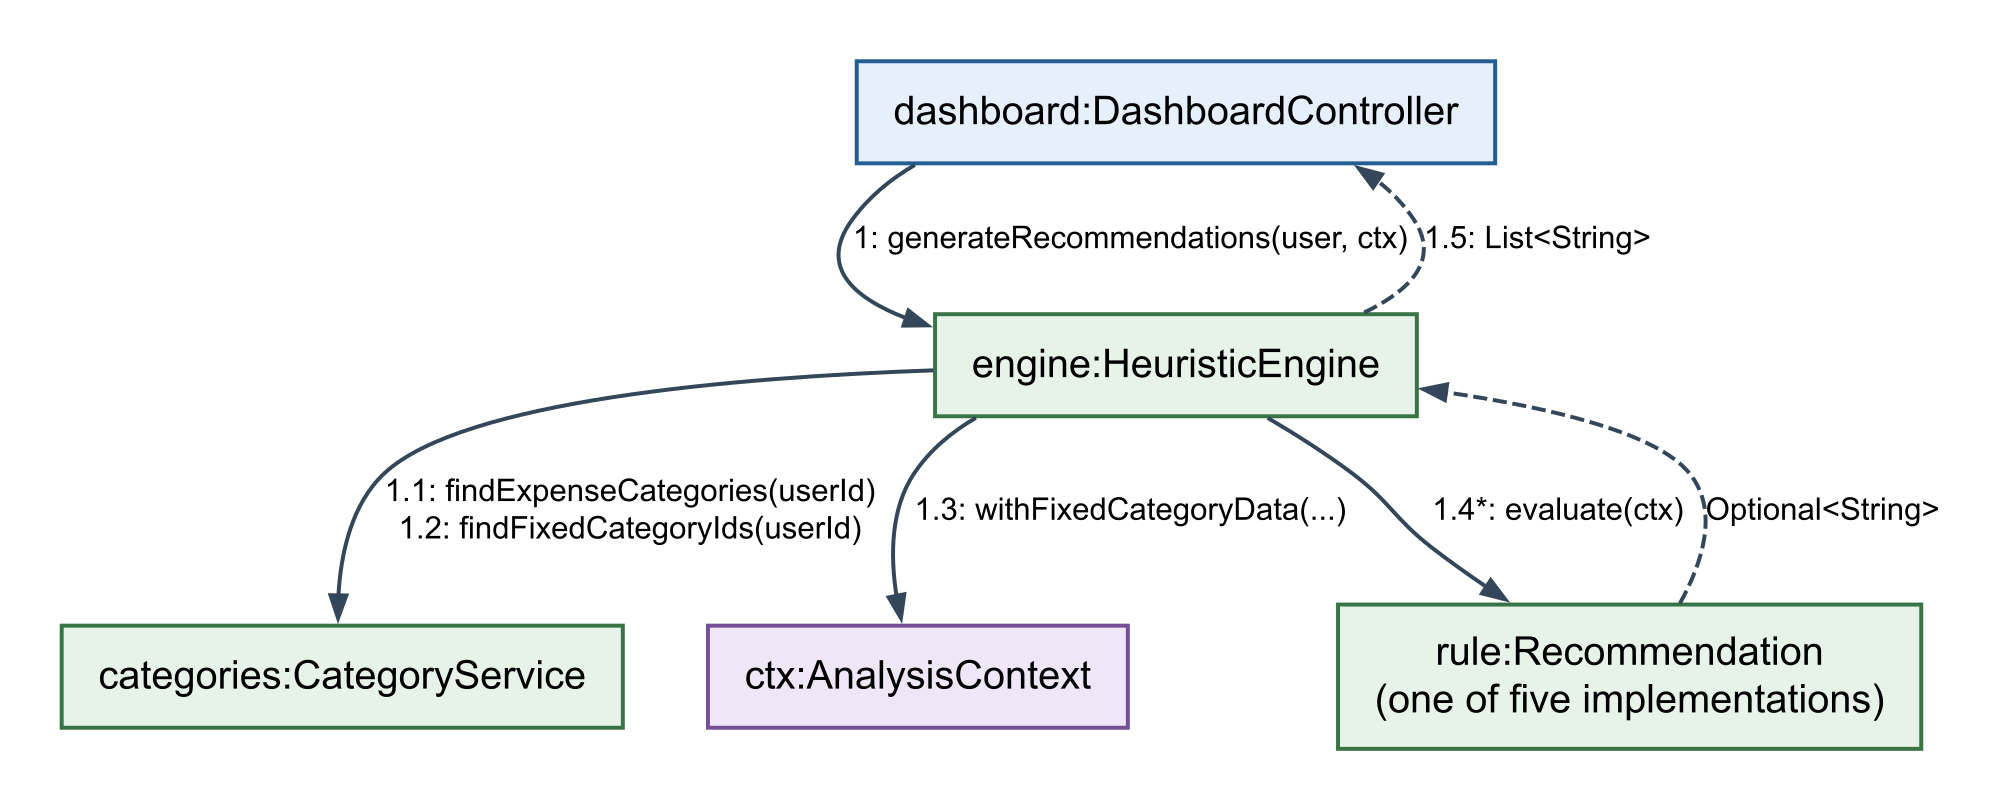 dashboard:DashboardController
1: generateRecommendations(user, ctx)
1.5: List<String>
engine:HeuristicEngine
1.1: findExpenseCategories(userId)
1.2: findFixedCategoryIds(userId)
1.3: withFixedCategoryData(...)
1.4*: evaluate(ctx)
Optional<String>
categories:CategoryService
ctx:AnalysisContext
rule:Recommendation
(one of five implementations)